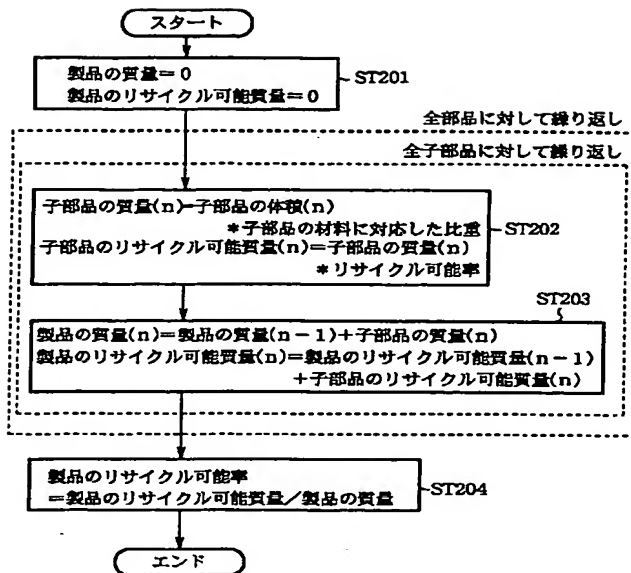 スタート
製品の質量=0
製品のリサイクル可能質量=0
ST201
全部品に対して繰り返し
全子部品に対して繰り返し
子部品の質量(n)=子部品の体積(n)
*子部品の材料に対応した比重
子部品のリサイクル可能質量(n)=子部品の質量(n)
*リサイクル可能率
ST202
ST203
製品の質量(n)=製品の質量(n-1)+子部品の質量(n)
製品のリサイクル可能質量(n)=製品のリサイクル可能質量(n-1)
+子部品のリサイクル可能質量(n)
製品のリサイクル可能率
=製品のリサイクル可能質量/製品の質量
ST204
エンド